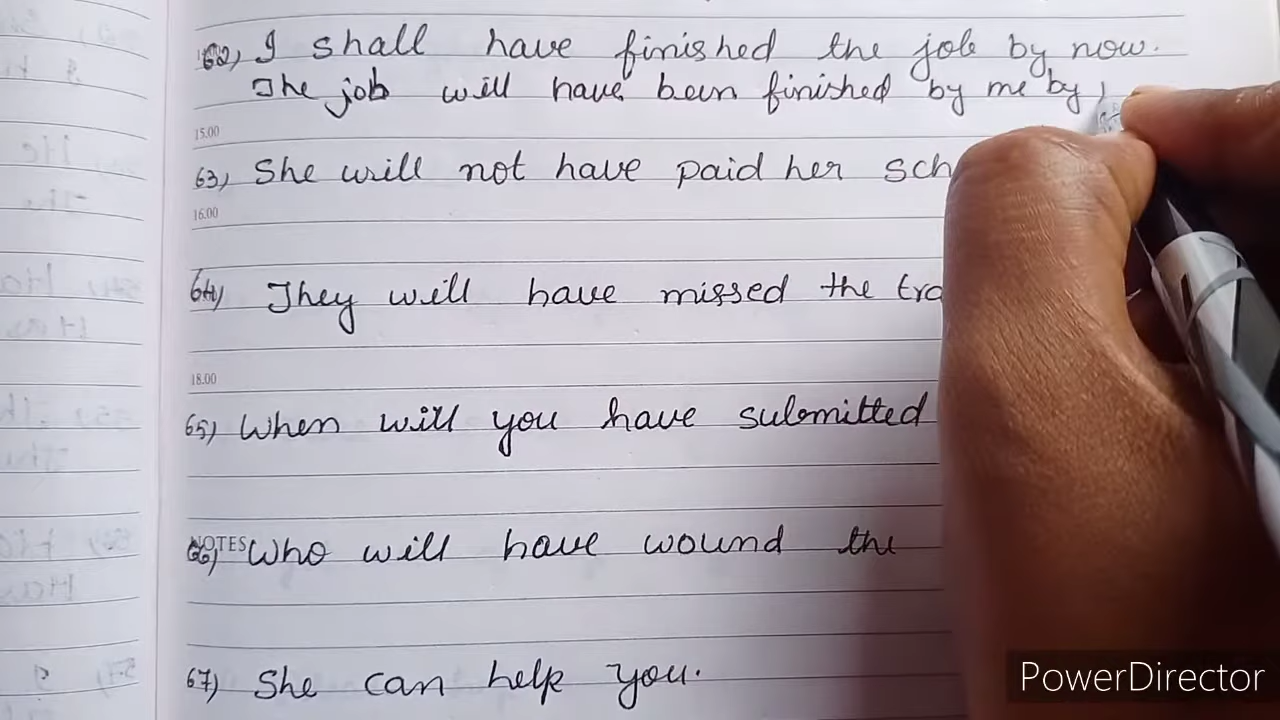 62) I shall have finished the job by now.
The job will have been finished by me by
15.00
63) She will not have paid her sch
16.00
64) They will have missed the tra
18.00
65) When will you have submitted
NOTES
66) Who will have wound the
67) She can help you.
PowerDirector